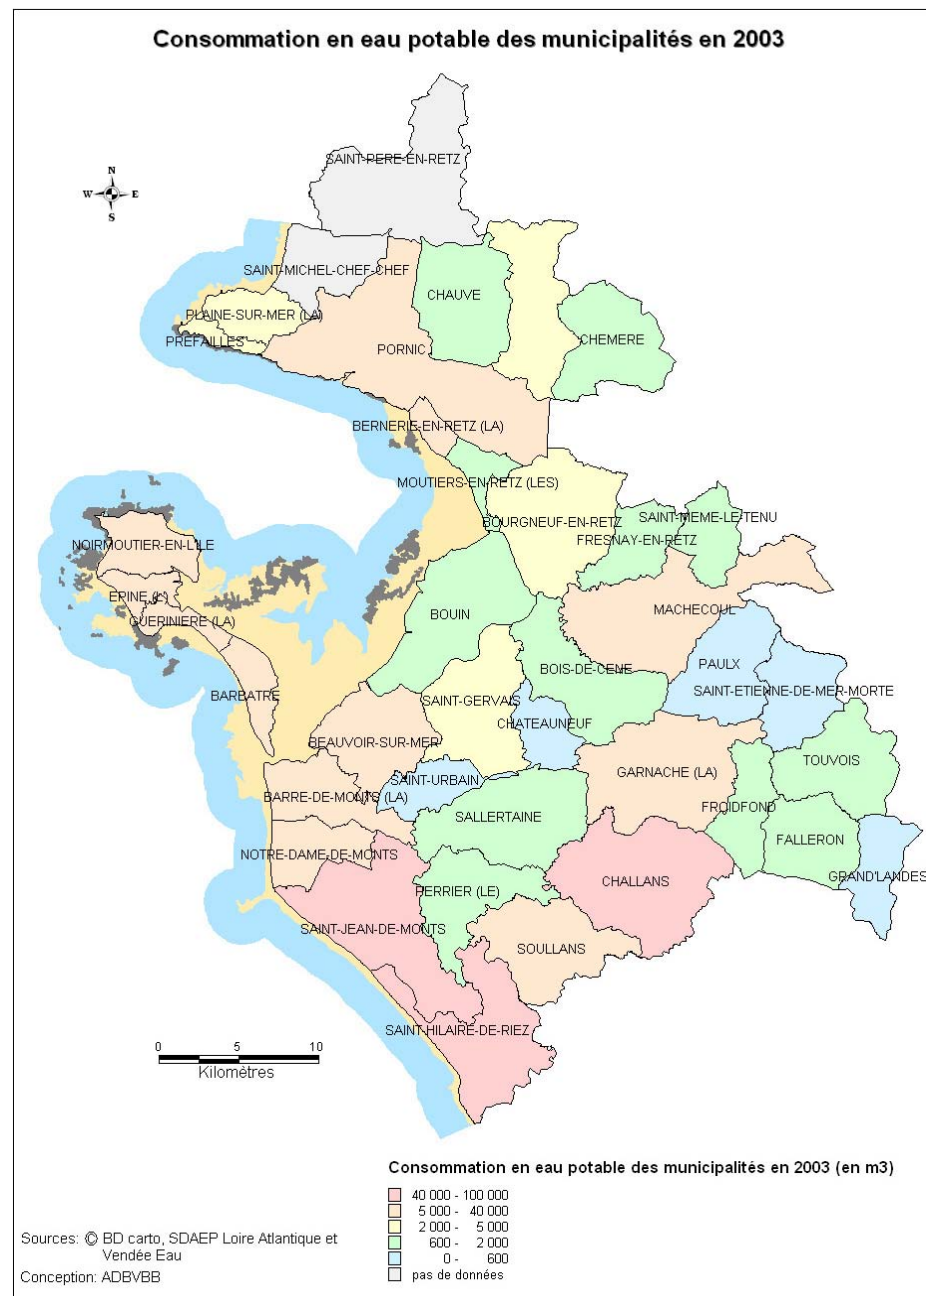 Consommation en eau potable des municipalités en 2003
SAINT-PERE-EN-RETZ
N
W E
S
SAINT-MICHEL-CHEF-CHEF
CHAUVE
PLAINE-SUR-MER (LA)
CHEMERE
PREFAILLES
PORNIC
BERNERIE-EN-RETZ (LA)
MOUTIERS-EN-RETZ (LES)
BOURGNEUF-EN-RETZ
SAINT-MEME-LE-TENU
FRESNAY-EN-RETZ
NOIRMOUTIER-EN-L'ILE
EPINE (L')
GUERINIERE (LA)
BOUIN
MACHECOUL
BOIS-DE-CENE
PAULX
BARBATRE
SAINT-GERVAIS
SAINT-ETIENNE-DE-MER-MORTE
CHATEAUNEUF
BEAUVOIR-SUR-MER
TOUVOIS
SAINT-URBAIN
GARNACHE (LA)
BARRE-DE-MONTS (LA)
FROIDFOND
SALLERTAINE
FALLERON
NOTRE-DAME-DE-MONTS
GRAND'LANDES
CHALLANS
PERRIER (LE)
SAINT-JEAN-DE-MONTS
SOULLANS
SAINT-HILAIRE-DE-RIEZ
0 5 10
Kilomètres
Consommation en eau potable des municipalités en 2003 (en m3)
40 000 - 100 000
5 000 - 40 000
2 000 - 5 000
600 - 2 000
0 - 600
pas de données
Sources: © BD carto, SDAEP Loire Atlantique et
Vendée Eau
Conception: ADBVBB